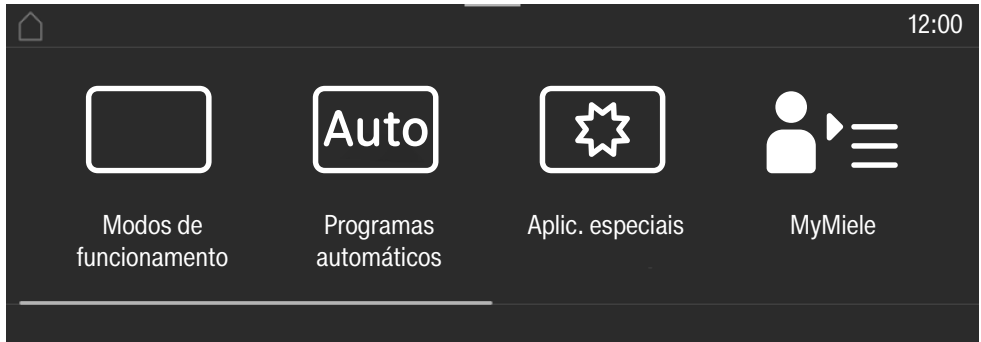 12:00
Auto
Modos de
funcionamento
Programas
automáticos
Aplic. especiais
MyMiele